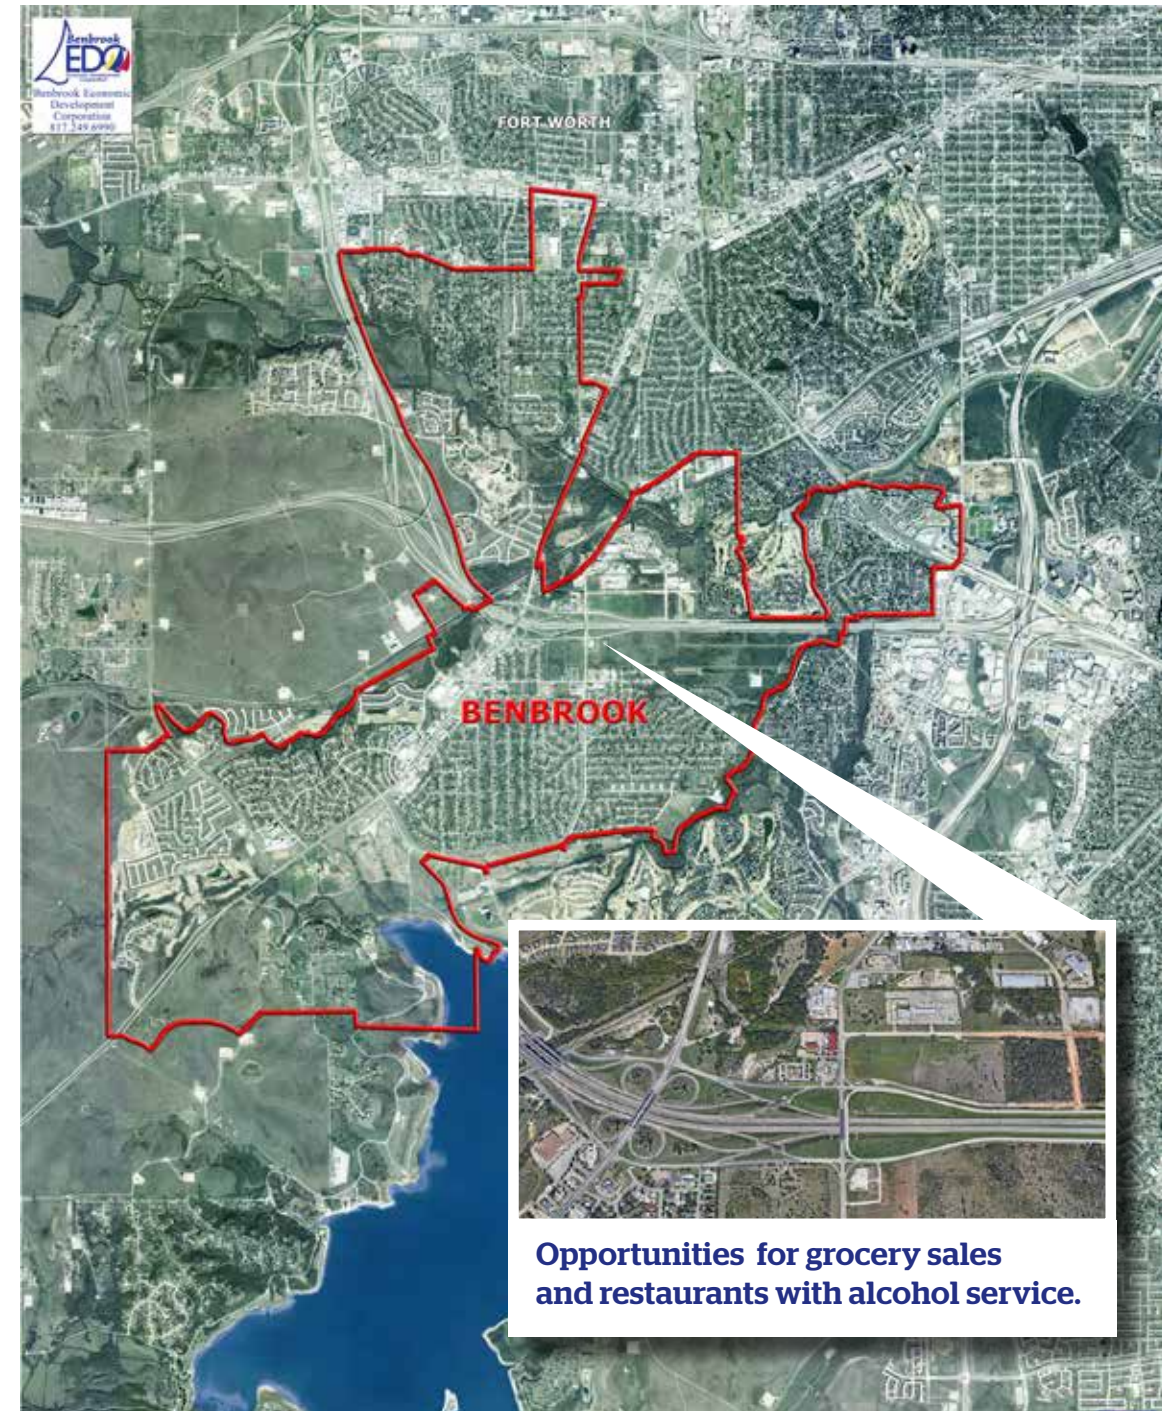 Benbrook
EDC
Benbrook Economic
Development
Corporation
817.249.6990
FORT WORTH
BENBROOK
Opportunities for grocery sales
and restaurants with alcohol service.